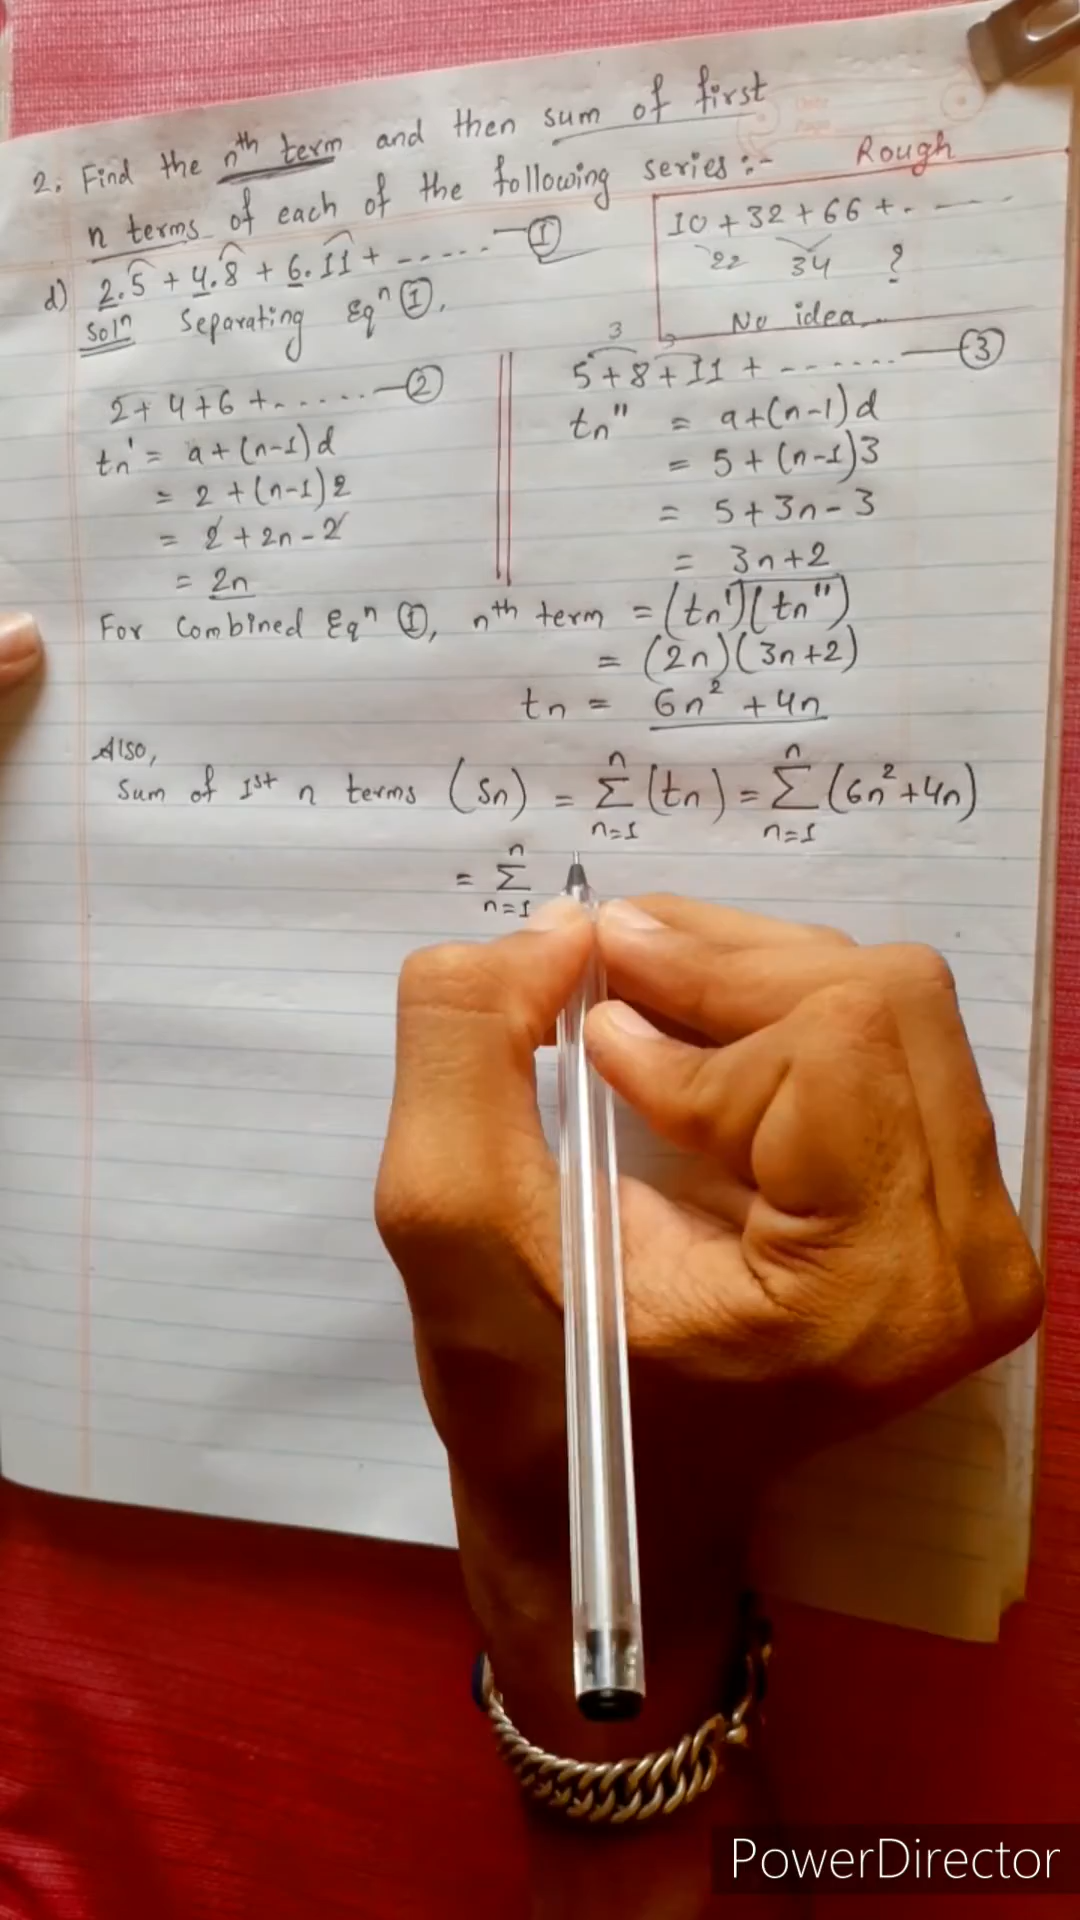 2. Find the nth term and then sum of first
n terms of each of the following series :-
d) 2.5 + 4.8 + 6.11 + ...... — ①
Soln Separating Eqn ①,
Rough
10 + 32 + 66 + . - - -
22 34 ?
No idea..
2 + 4 + 6 + ...... — ②
tn' = a + (n-1)d
= 2 + (n-1)2
= 2 + 2n - 2
= 2n
3 3
5 + 8 + 11 + ....... — ③
tn" = a+(n-1)d
= 5 + (n-1)3
= 5 + 3n - 3
= 3n+2
For Combined Eqn ①, nth term = (tn')(tn")
= (2n)(3n+2)
tn = 6n² + 4n
Also,
Sum of 1st n terms (Sn) = n Σ n=1 (tn) = n Σ n=1 (6n²+4n)
= n Σ n=1
PowerDirector